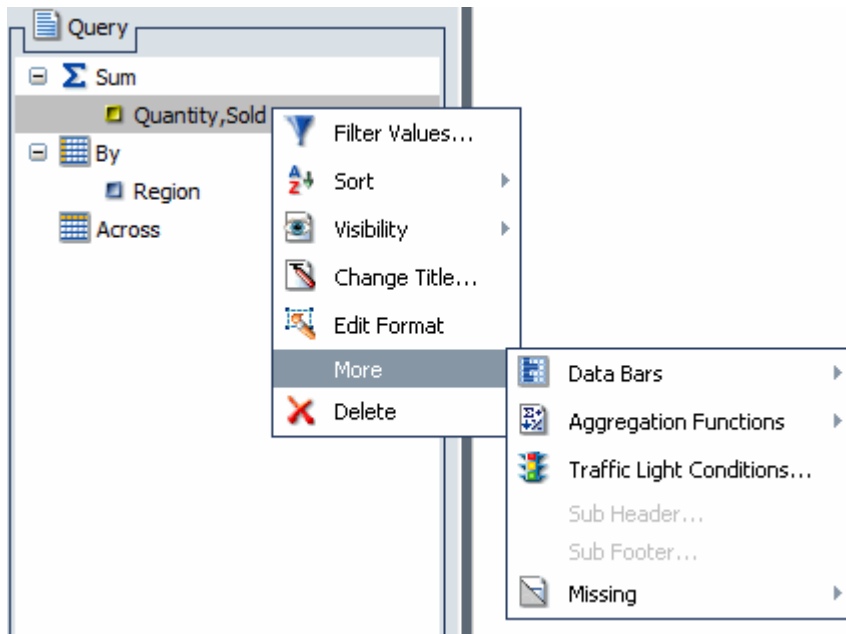 Query
Sum
Quantity,Sold
By
Region
Across
Filter Values...
Sort
Visibility
Change Title...
Edit Format
More
Delete
Data Bars
Aggregation Functions
Traffic Light Conditions...
Sub Header...
Sub Footer...
Missing